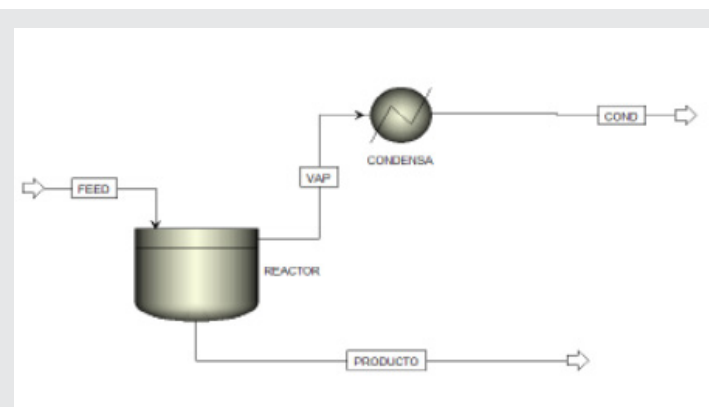 COND
CONDENSA
VAP
FEED
REACTOR
PRODUCTO